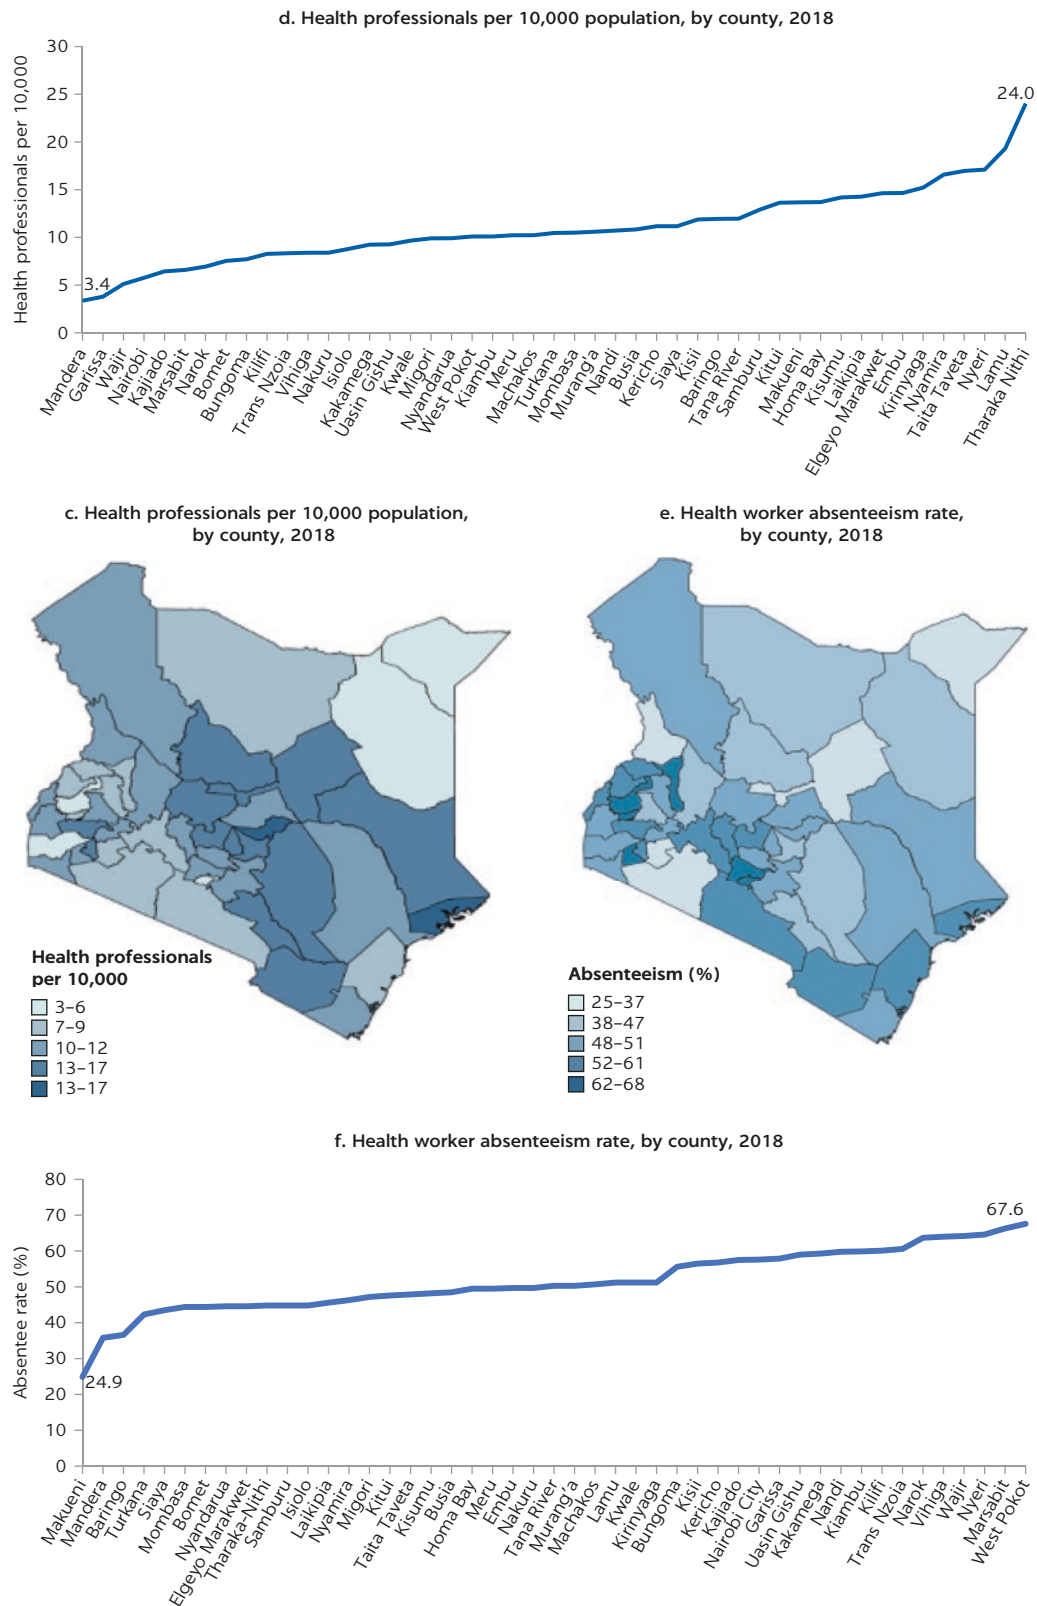 d. Health professionals per 10,000 population, by county, 2018
Health professionals per 10,000
30
25
20
15
10
5
0
3.4
24.0
Mandera
Garissa
Wajir
Nairobi
Kajiado
Marsabit
Narok
Bomet
Bungoma
Kilifi
Trans Nzoia
Vihiga
Nakuru
Isiolo
Kakamega
Uasin Gishu
Kwale
Migori
Nyandarua
West Pokot
Kiambu
Meru
Machakos
Turkana
Mombasa
Murang'a
Nandi
Busia
Kericho
Siaya
Kisii
Baringo
Tana River
Samburu
Kitui
Makueni
Homa Bay
Kisumu
Laikipia
Elgeyo Marakwet
Embu
Kirinyaga
Nyamira
Taita Taveta
Nyeri
Lamu
Tharaka Nithi
c. Health professionals per 10,000 population,
by county, 2018
Health professionals
per 10,000
3–6
7–9
10–12
13–17
13–17
e. Health worker absenteeism rate,
by county, 2018
Absenteeism (%)
25–37
38–47
48–51
52–61
62–68
f. Health worker absenteeism rate, by county, 2018
Absentee rate (%)
80
70
60
50
40
30
20
10
0
24.9
67.6
Makueni
Mandera
Baringo
Turkana
Siaya
Mombasa
Bomet
Nyandarua
Elgeyo Marakwet
Tharaka-Nithi
Samburu
Isiolo
Laikipia
Nyamira
Migori
Kitui
Taita Taveta
Kisumu
Busia
Homa Bay
Meru
Embu
Nakuru
Tana River
Murang'a
Machakos
Lamu
Kwale
Kirinyaga
Bungoma
Kisii
Kericho
Kajiado
Nairobi City
Garissa
Uasin Gishu
Kakamega
Nandi
Kiambu
Kilifi
Trans Nzoia
Narok
Vihiga
Wajir
Nyeri
Marsabit
West Pokot